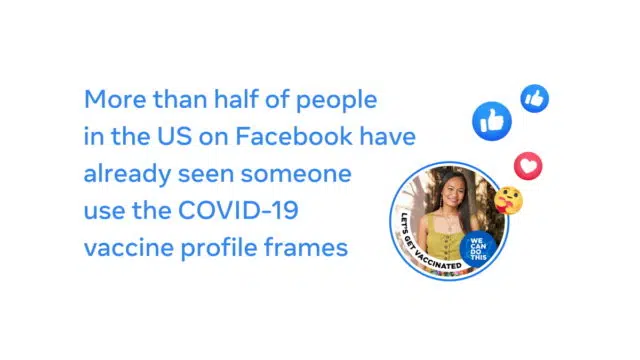 More than half of people
in the US on Facebook have
already seen someone
use the COVID-19
vaccine profile frames
LET'S GET VACCINATED
WE
CAN DO
THIS